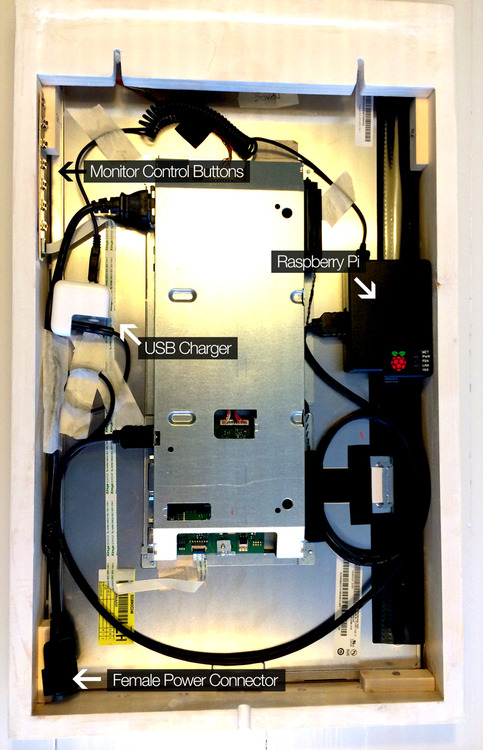 Monitor Control Buttons
Raspberry Pi
USB Charger
Female Power Connector